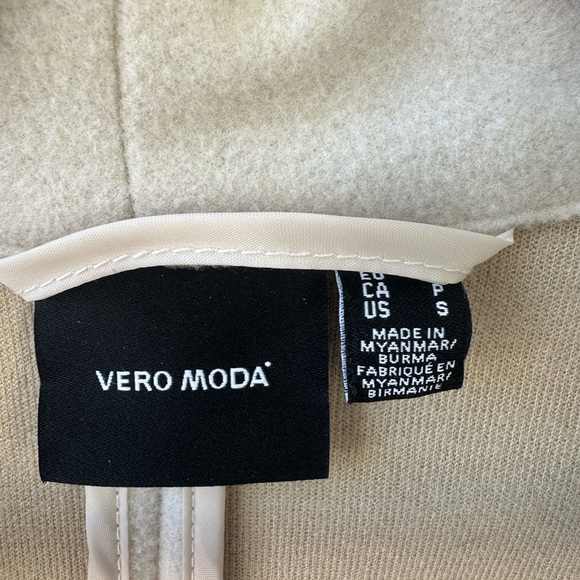 VERO MODA
EU
CA P
US S
MADE IN
MYANMAR/
BURMA
FABRIQUÉ EN
MYANMAR/
BIRMANIE